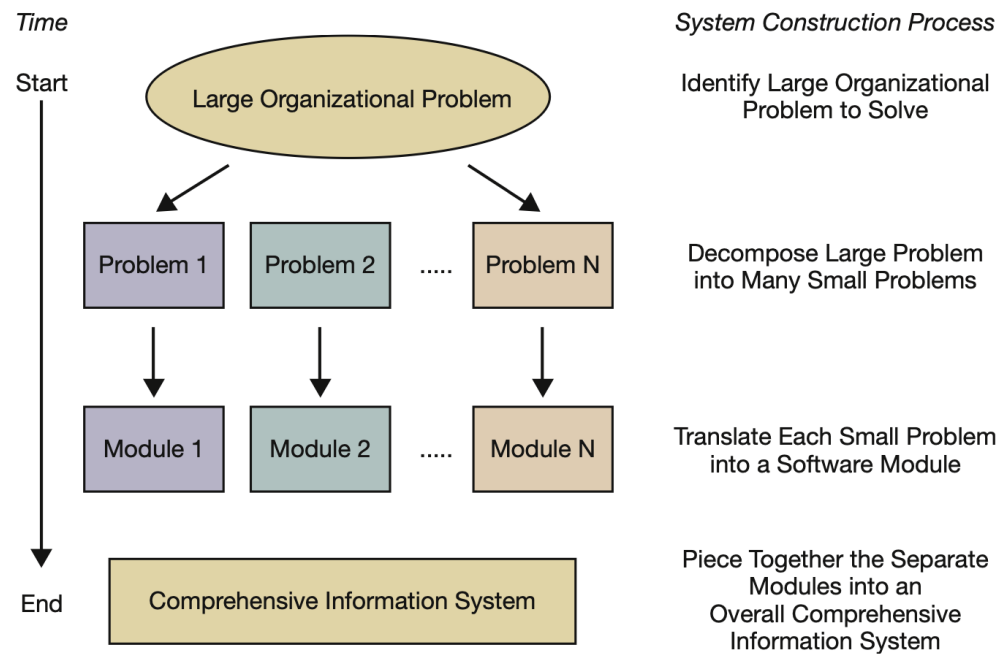 Time
System Construction Process
Start
Large Organizational Problem
Identify Large Organizational
Problem to Solve
Problem 1
Problem 2
.....
Problem N
Decompose Large Problem
into Many Small Problems
Module 1
Module 2
.....
Module N
Translate Each Small Problem
into a Software Module
End
Comprehensive Information System
Piece Together the Separate
Modules into an
Overall Comprehensive
Information System